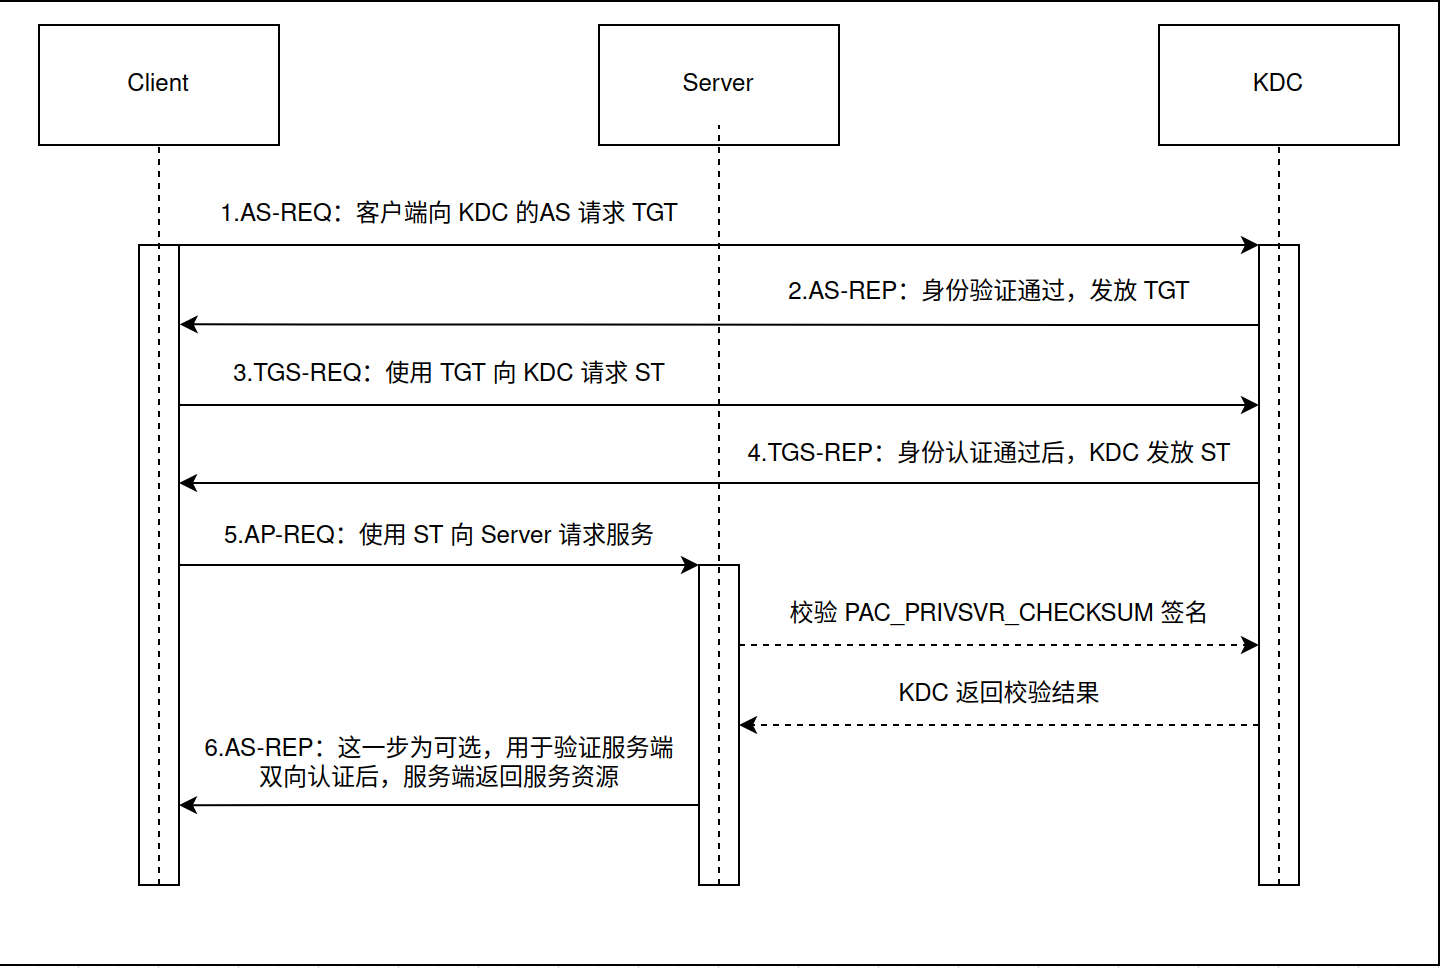 Client
Server
KDC
1.AS-REQ：客户端向 KDC 的AS 请求 TGT
2.AS-REP：身份验证通过，发放 TGT
3.TGS-REQ：使用 TGT 向 KDC 请求 ST
4.TGS-REP：身份认证通过后，KDC 发放 ST
5.AP-REQ：使用 ST 向 Server 请求服务
校验 PAC_PRIVSVR_CHECKSUM 签名
KDC 返回校验结果
6.AS-REP：这一步为可选，用于验证服务端
双向认证后，服务端返回服务资源